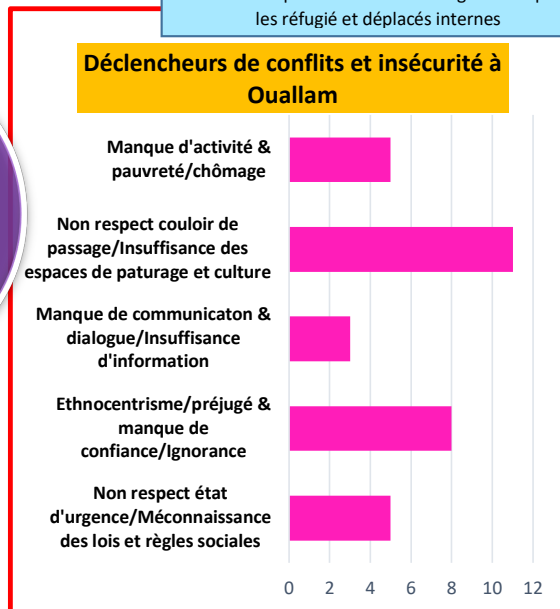 les réfugié et déplacés internes
Déclencheurs de conflits et insécurité à
Ouallam
Manque d'activité &
pauvreté/chômage
Non respect couloir de
passage/Insuffisance des
espaces de paturage et culture
Manque de communicaton &
dialogue/Insuffisance
d'information
Ethnocentrisme/préjugé &
manque de
confiance/Ignorance
Non respect état
d'urgence/Méconnaissance
des lois et règles sociales
0 2 4 6 8 10 12